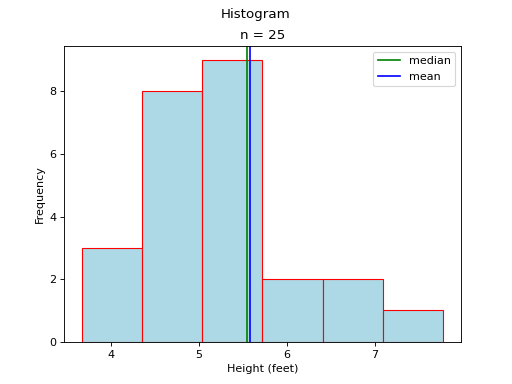 Histogram
n = 25
median
mean
Frequency
8
6
4
2
0
4 5 6 7
Height (feet)